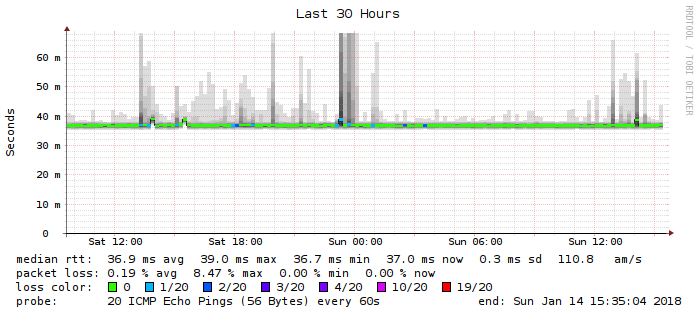 Last 30 Hours
RRDTOOL / TOBI OETIKER
Seconds
60 m
50 m
40 m
30 m
20 m
10 m
0
Sat 12:00 Sat 18:00 Sun 00:00 Sun 06:00 Sun 12:00
median rtt: 36.9 ms avg 39.0 ms max 36.7 ms min 37.0 ms now 0.3 ms sd 110.8 am/s
packet loss: 0.19 % avg 8.47 % max 0.00 % min 0.00 % now
loss color: 0 1/20 2/20 3/20 4/20 10/20 19/20
probe: 20 ICMP Echo Pings (56 Bytes) every 60s end: Sun Jan 14 15:35:04 2018